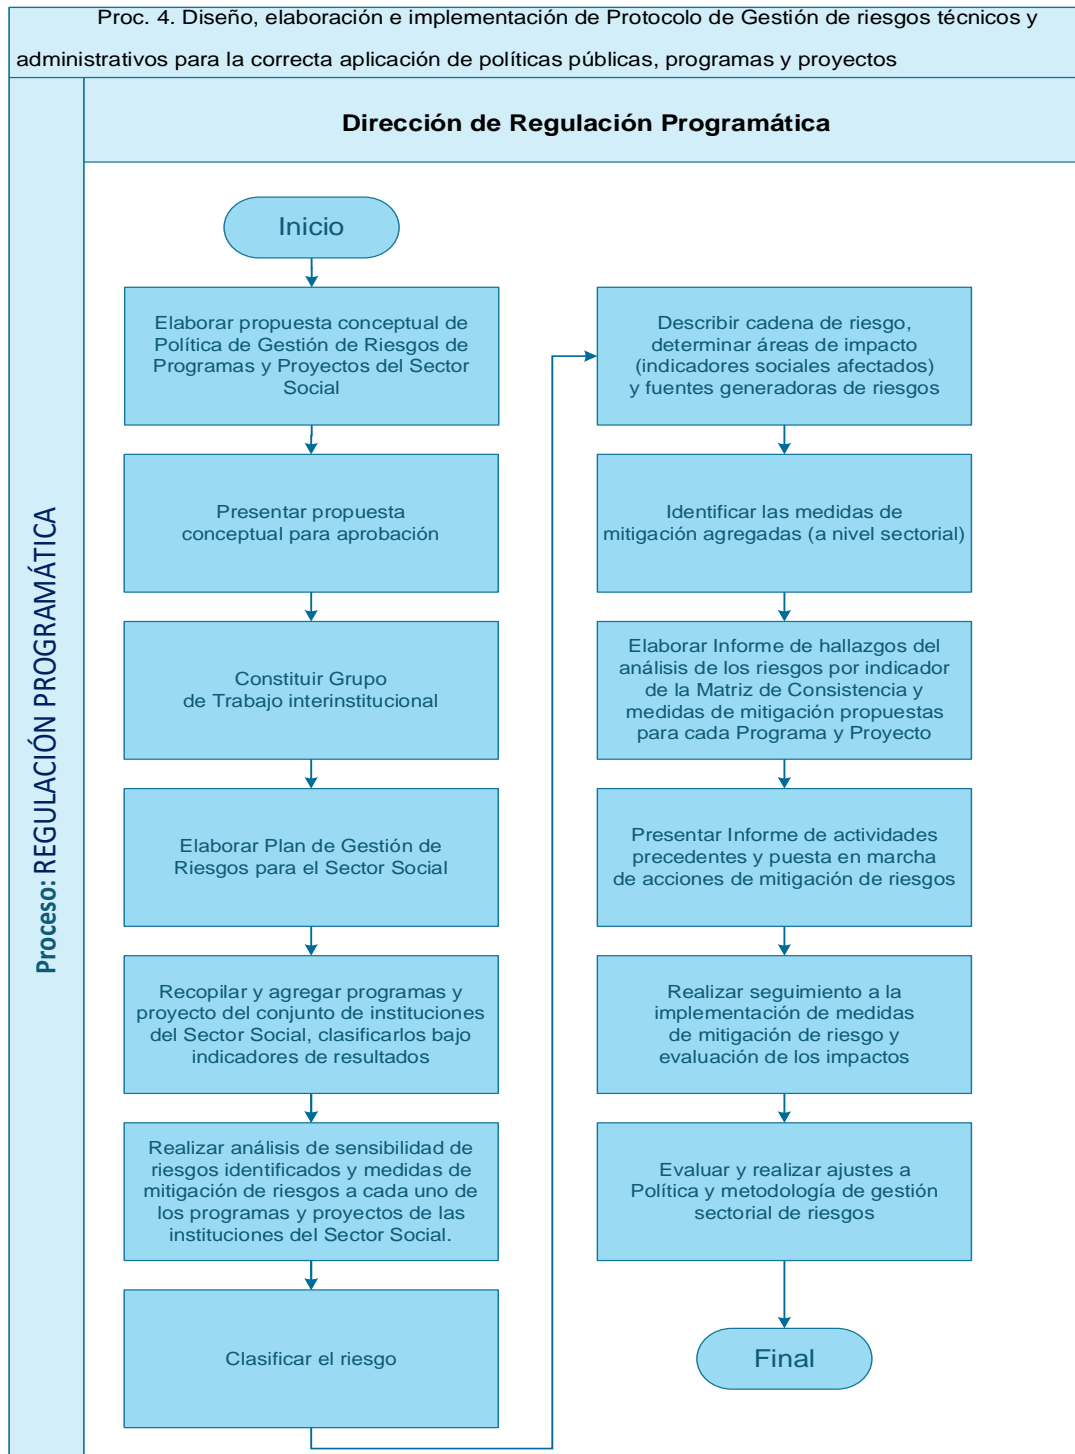 Proc. 4. Diseño, elaboración e implementación de Protocolo de Gestión de riesgos técnicos y
administrativos para la correcta aplicación de políticas públicas, programas y proyectos
Dirección de Regulación Programática
Proceso: REGULACIÓN PROGRAMÁTICA
Inicio
Elaborar propuesta conceptual de
Política de Gestión de Riesgos de
Programas y Proyectos del Sector
Social
Presentar propuesta
conceptual para aprobación
Constituir Grupo
de Trabajo interinstitucional
Elaborar Plan de Gestión de
Riesgos para el Sector Social
Recopilar y agregar programas y
proyecto del conjunto de instituciones
del Sector Social, clasificarlos bajo
indicadores de resultados
Realizar análisis de sensibilidad de
riesgos identificados y medidas de
mitigación de riesgos a cada uno de
los programas y proyectos de las
instituciones del Sector Social.
Clasificar el riesgo
Describir cadena de riesgo,
determinar áreas de impacto
(indicadores sociales afectados)
y fuentes generadoras de riesgos
Identificar las medidas de
mitigación agregadas (a nivel sectorial)
Elaborar Informe de hallazgos del
análisis de los riesgos por indicador
de la Matriz de Consistencia y
medidas de mitigación propuestas
para cada Programa y Proyecto
Presentar Informe de actividades
precedentes y puesta en marcha
de acciones de mitigación de riesgos
Realizar seguimiento a la
implementación de medidas
de mitigación de riesgo y
evaluación de los impactos
Evaluar y realizar ajustes a
Política y metodología de gestión
sectorial de riesgos
Final